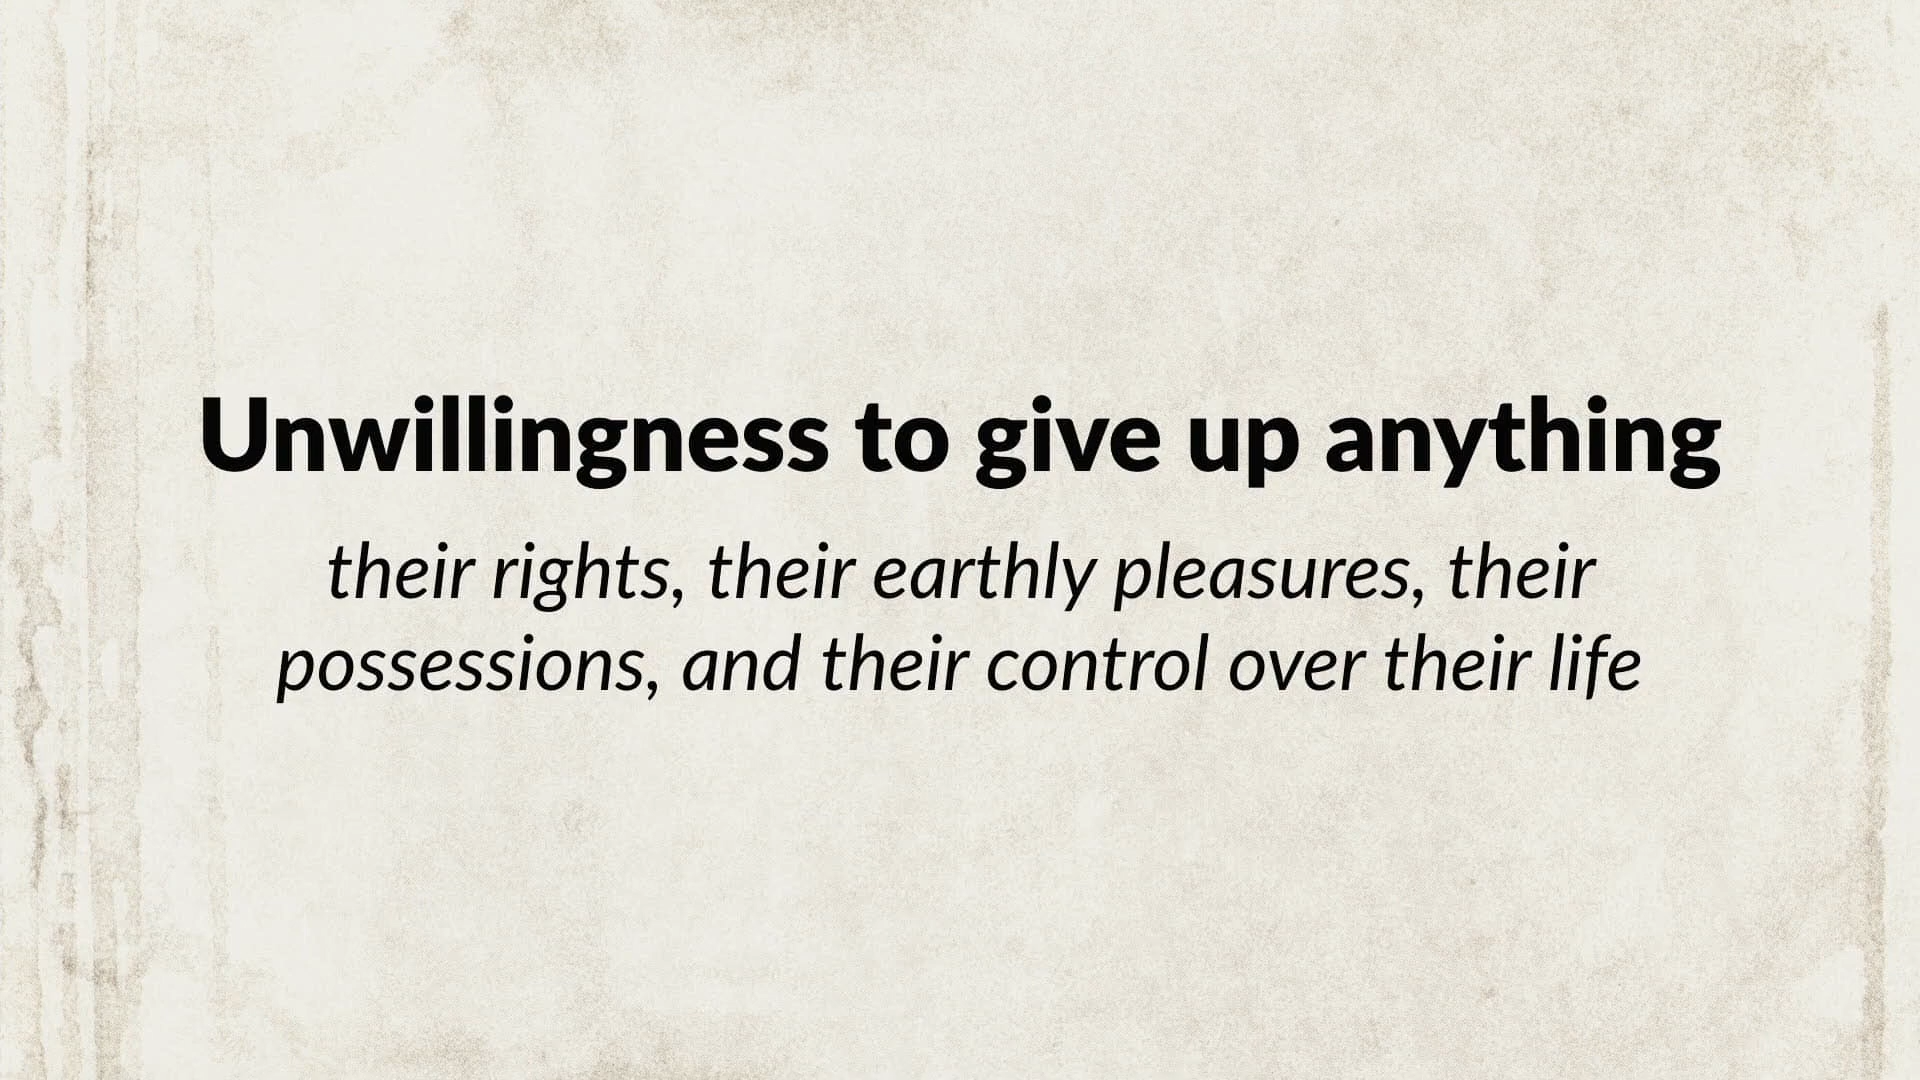 Unwillingness to give up anything
their rights, their earthly pleasures, their
possessions, and their control over their life